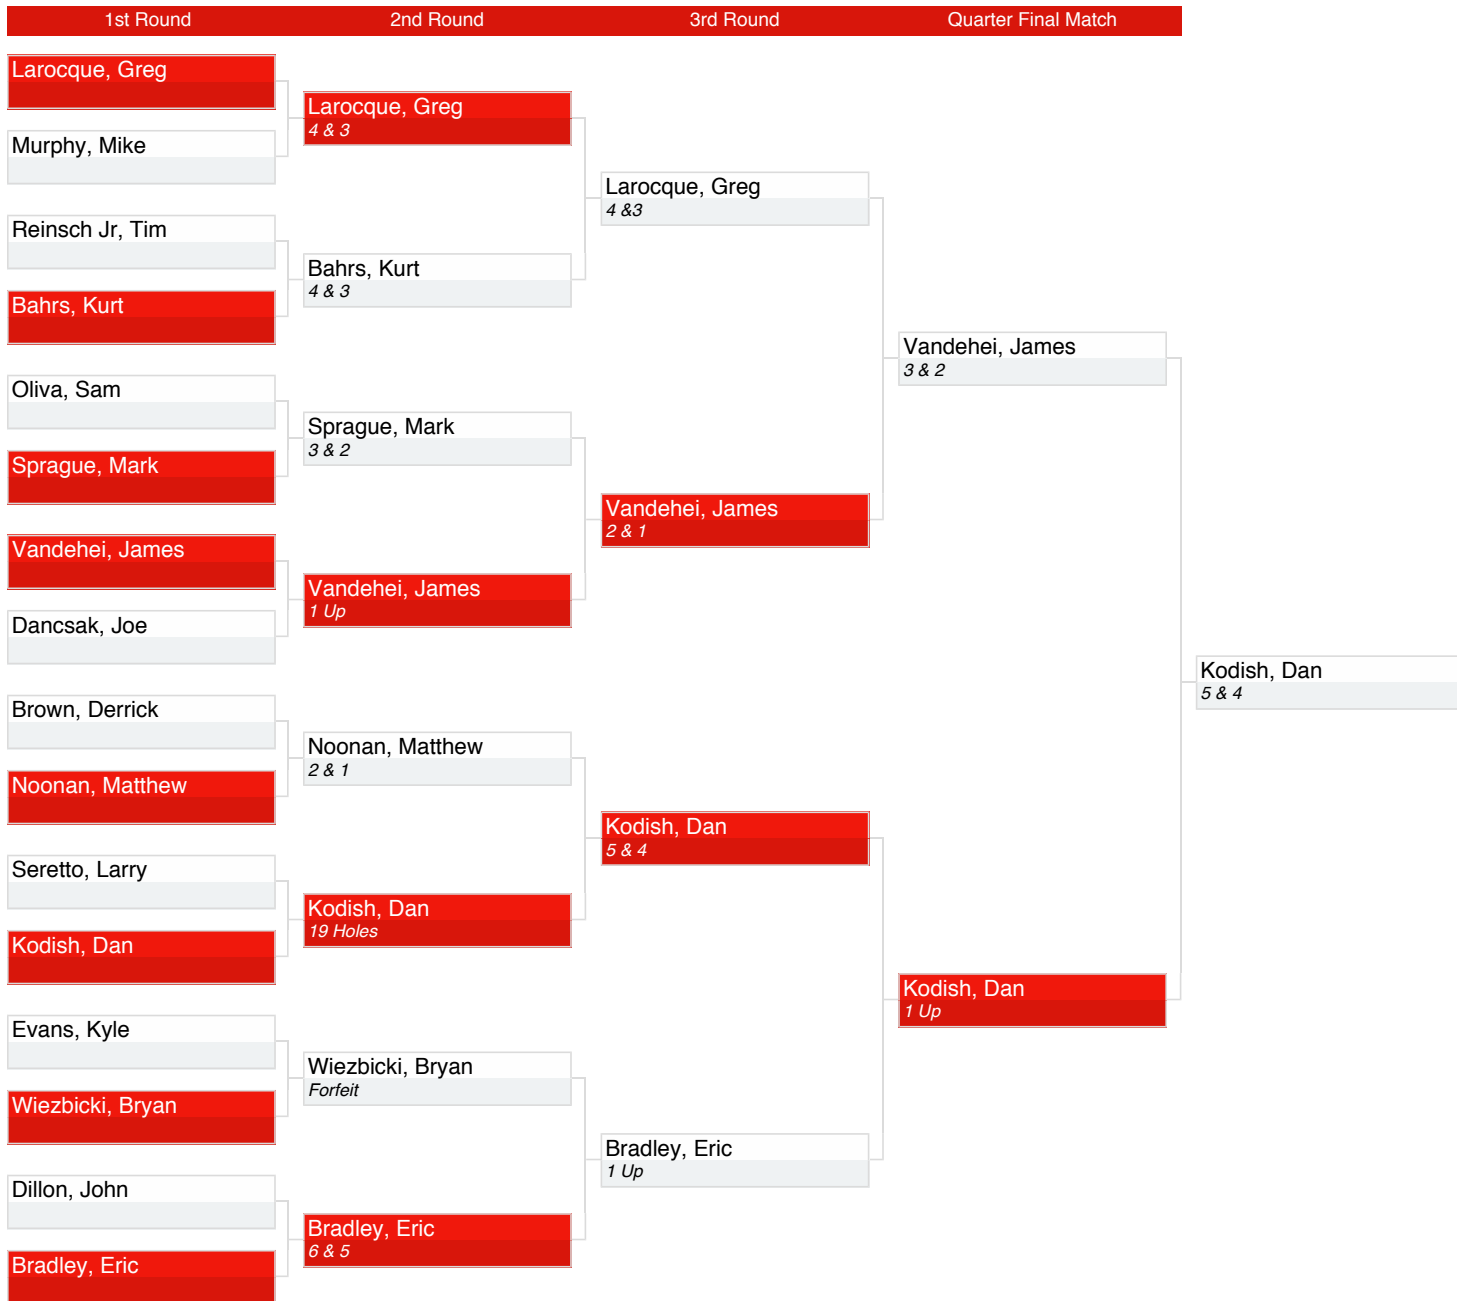 1st Round
2nd Round
3rd Round
Quarter Final Match
Larocque, Greg
Murphy, Mike
Reinsch Jr, Tim
Bahrs, Kurt
Oliva, Sam
Sprague, Mark
Vandehei, James
Dancsak, Joe
Brown, Derrick
Noonan, Matthew
Seretto, Larry
Kodish, Dan
Evans, Kyle
Wiezbicki, Bryan
Dillon, John
Bradley, Eric
Larocque, Greg
4 & 3
Bahrs, Kurt
4 & 3
Sprague, Mark
3 & 2
Vandehei, James
1 Up
Noonan, Matthew
2 & 1
Kodish, Dan
19 Holes
Wiezbicki, Bryan
Forfeit
Bradley, Eric
6 & 5
Larocque, Greg
4 &3
Vandehei, James
2 & 1
Kodish, Dan
5 & 4
Bradley, Eric
1 Up
Vandehei, James
3 & 2
Kodish, Dan
1 Up
Kodish, Dan
5 & 4